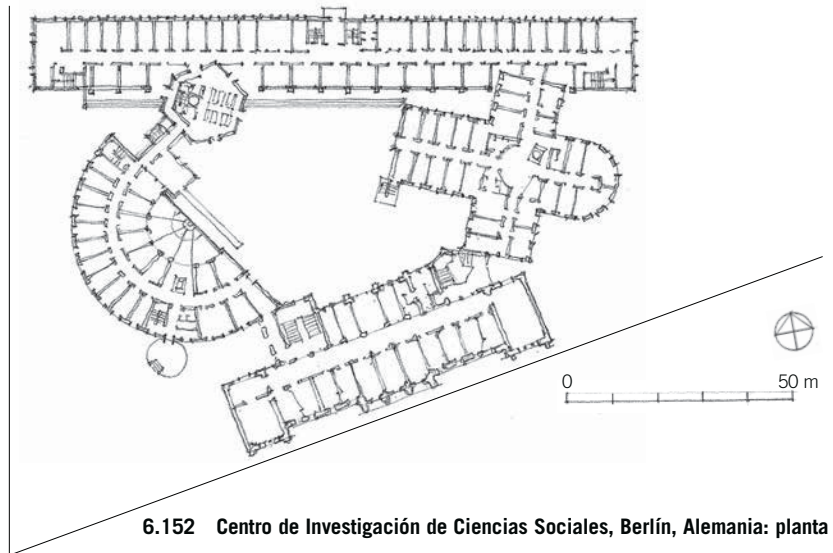 0 50 m
6.152 Centro de Investigación de Ciencias Sociales, Berlín, Alemania: planta